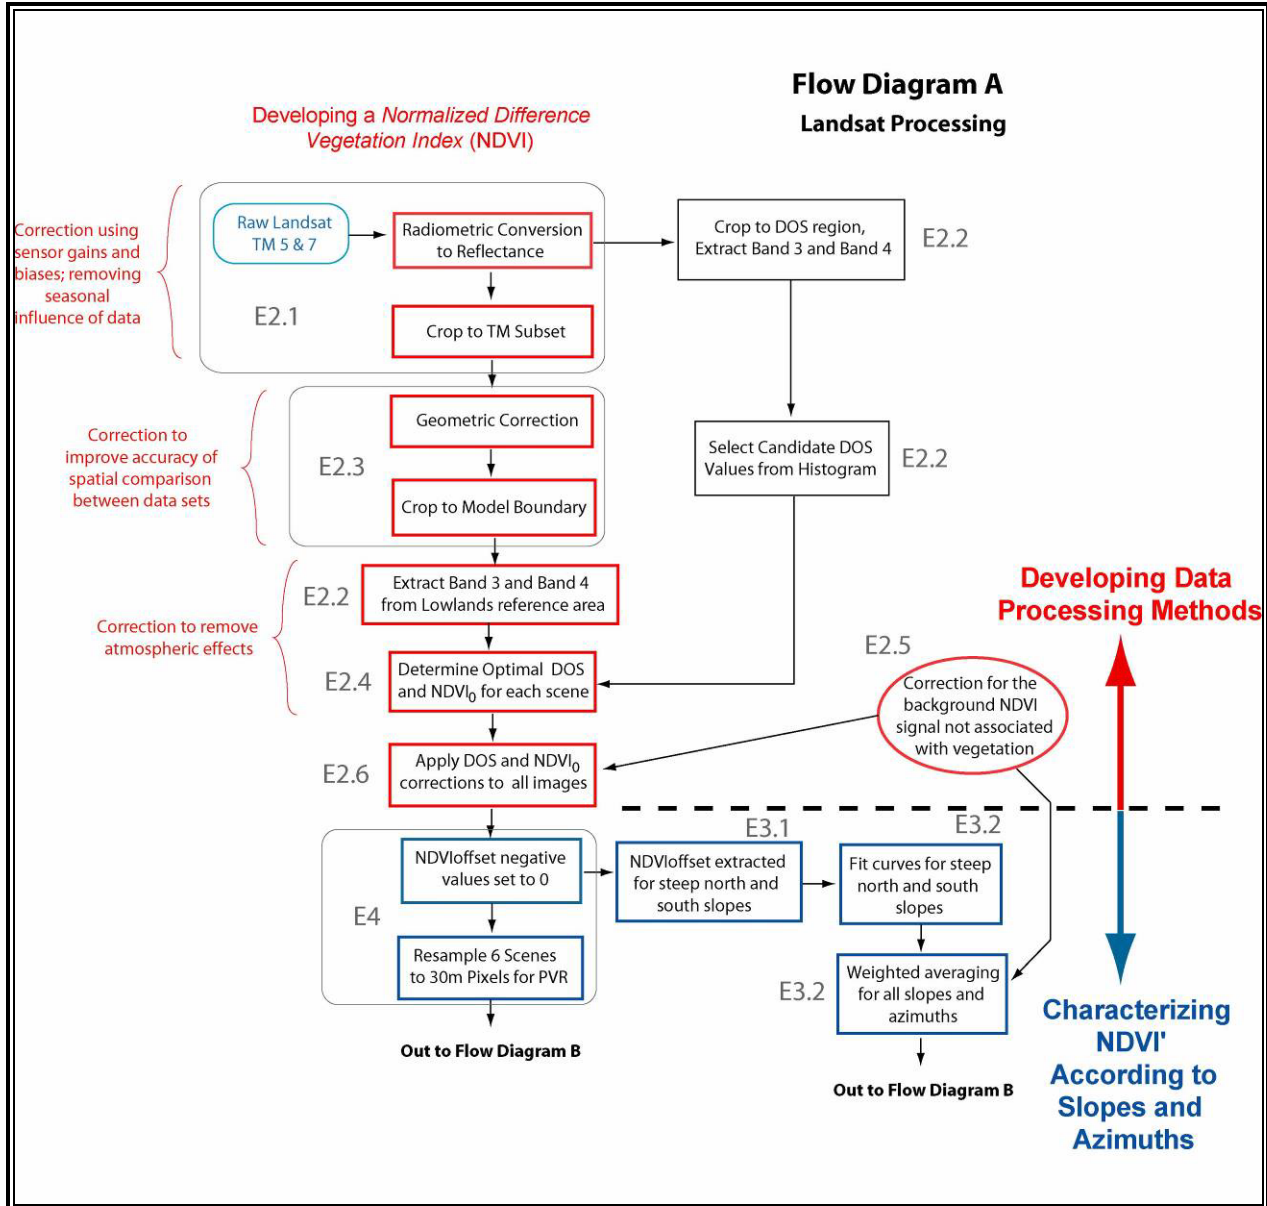 Flow Diagram A
Landsat Processing
Developing a Normalized Difference
Vegetation Index (NDVI)
Correction using
sensor gains and
biases; removing
seasonal
influence of data
Raw Landsat
TM 5 & 7
Radiometric Conversion
to Reflectance
E2.1
Crop to TM Subset
Crop to DOS region,
Extract Band 3 and Band 4
E2.2
Correction to
improve accuracy of
spatial comparison
between data sets
Geometric Correction
E2.3
Crop to Model Boundary
Select Candidate DOS
Values from Histogram
E2.2
Correction to remove
atmospheric effects
E2.2
Extract Band 3 and Band 4
from Lowlands reference area
E2.4
Determine Optimal DOS
and NDVI0 for each scene
E2.6
Apply DOS and NDVI0
corrections to all images
E2.5
Correction for the
background NDVI
signal not associated
with vegetation
Developing Data
Processing Methods
E4
NDVIoffset negative
values set to 0
Resample 6 Scenes
to 30m Pixels for PVR
Out to Flow Diagram B
E3.1
NDVIoffset extracted
for steep north and
south slopes
E3.2
Fit curves for steep
north and south
slopes
E3.2
Weighted averaging
for all slopes and
azimuths
Out to Flow Diagram B
Characterizing
NDVI'
According to
Slopes and
Azimuths